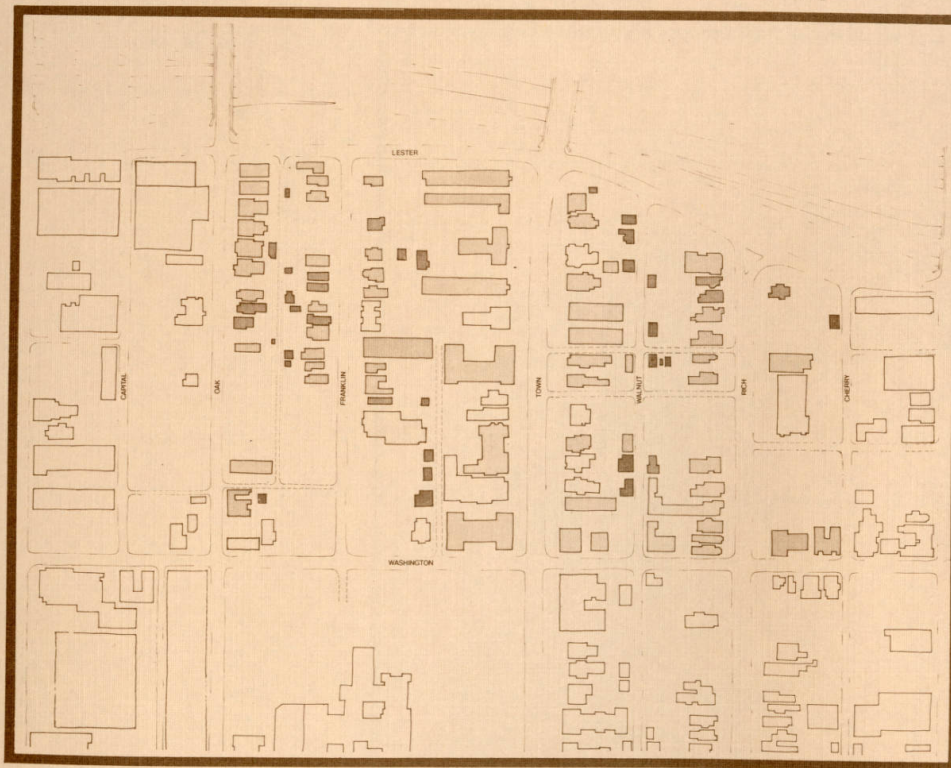 LESTER
CAPITAL
OAK
FRANKLIN
TOWN
WALNUT
RICH
CHERRY
WASHINGTON